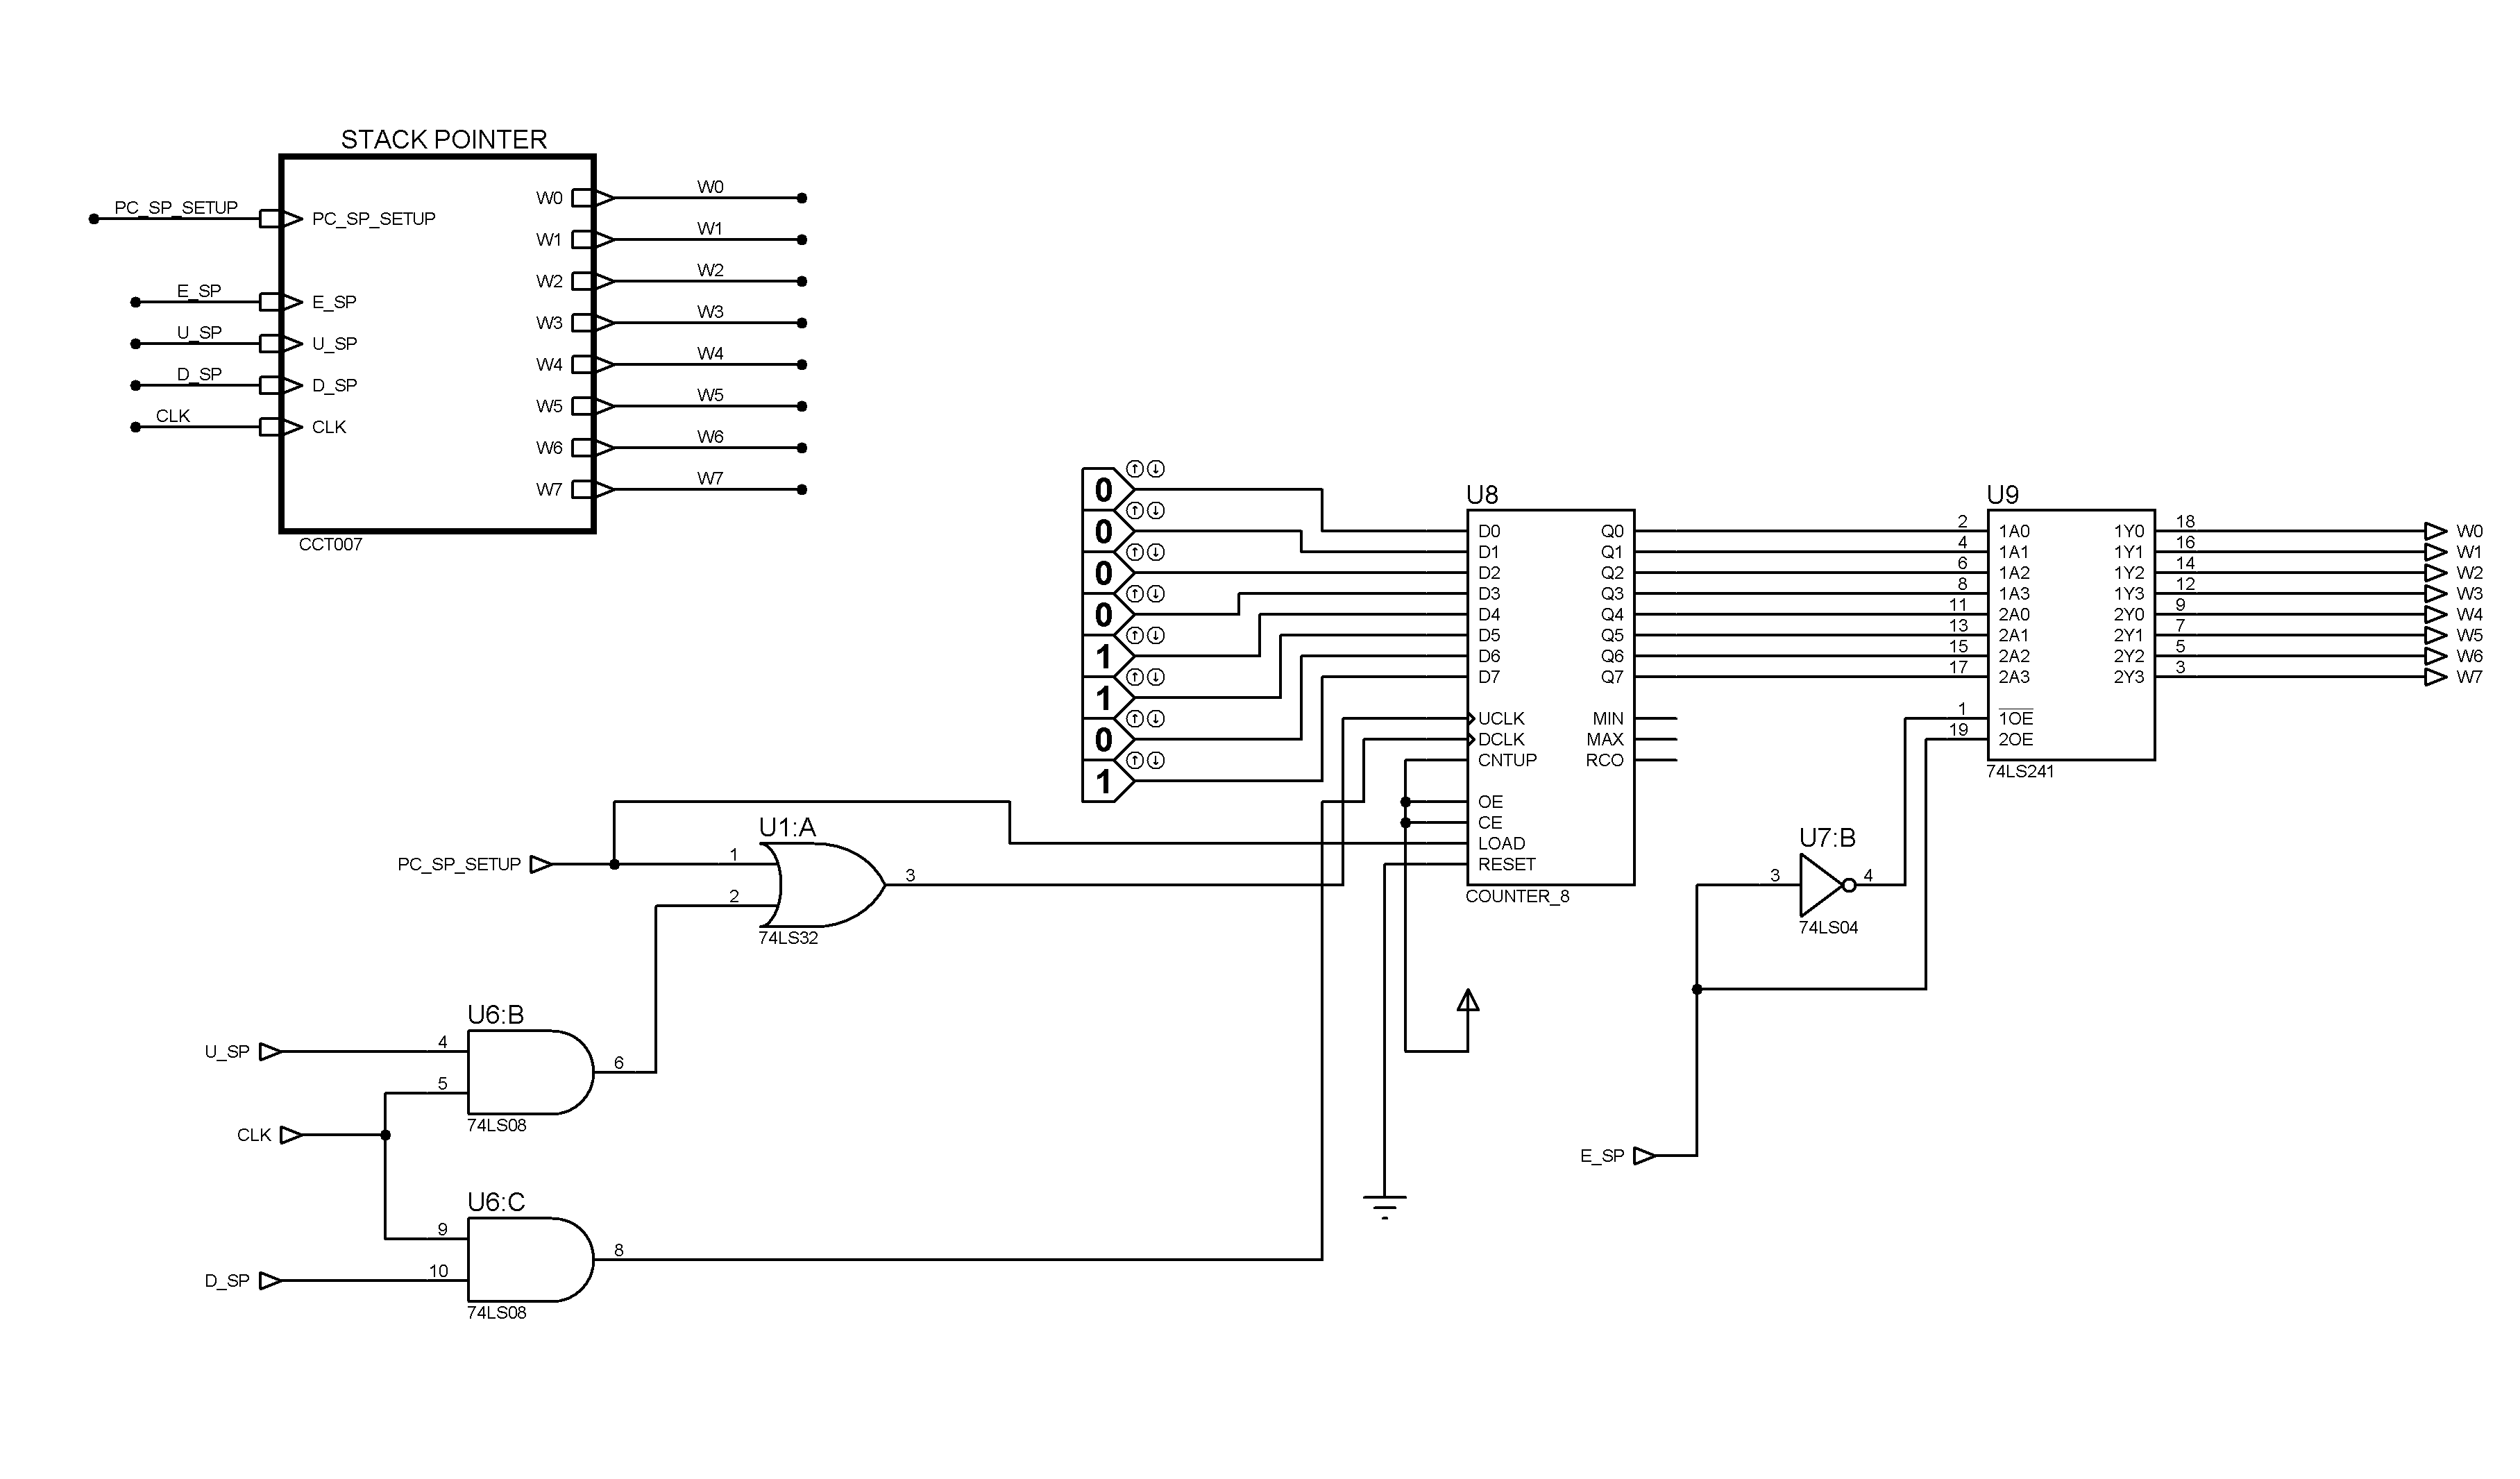 STACK POINTER
PC_SP_SETUP
PC_SP_SETUP
E_SP
E_SP
U_SP
U_SP
D_SP
D_SP
CLK
CLK
W0
W0
W1
W1
W2
W2
W3
W3
W4
W4
W5
W5
W6
W6
W7
W7
CCT007
0
0
0
0
1
1
0
1
U8
D0
D1
D2
D3
D4
D5
D6
D7
UCLK
DCLK
CNTUP
OE
CE
LOAD
RESET
Q0
Q1
Q2
Q3
Q4
Q5
Q6
Q7
MIN
MAX
RCO
COUNTER_8
U9
2 1A0 1Y0 18 W0
4 1A1 1Y1 16 W1
6 1A2 1Y2 14 W2
8 1A3 1Y3 12 W3
11 2A0 2Y0 9 W4
13 2A1 2Y1 7 W5
15 2A2 2Y2 5 W6
17 2A3 2Y3 3 W7
1 1OE
19 2OE
74LS241
U1:A
PC_SP_SETUP
1
2
3
74LS32
U7:B
3
4
74LS04
U6:B
U_SP
4
5
6
74LS08
CLK
E_SP
U6:C
9
D_SP
10
8
74LS08